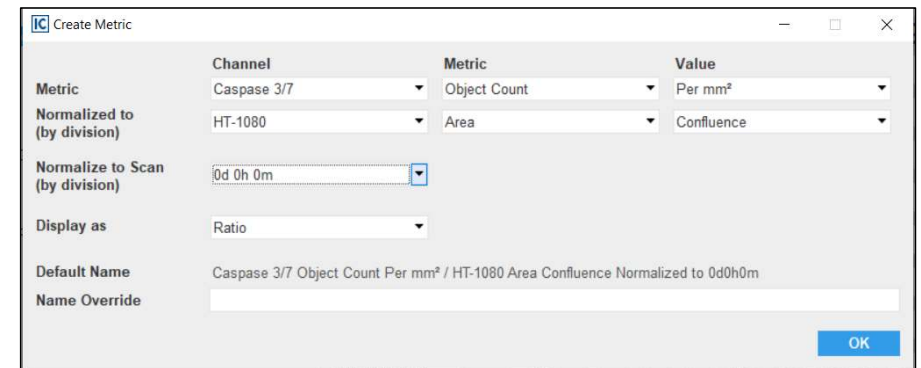 IC Create Metric
Channel Metric Value
Metric Caspase 3/7 Object Count Per mm²
Normalized to
(by division) HT-1080 Area Confluence
Normalize to Scan
(by division) 0d 0h 0m
Display as Ratio
Default Name Caspase 3/7 Object Count Per mm² / HT-1080 Area Confluence Normalized to 0d0h0m
Name Override
OK